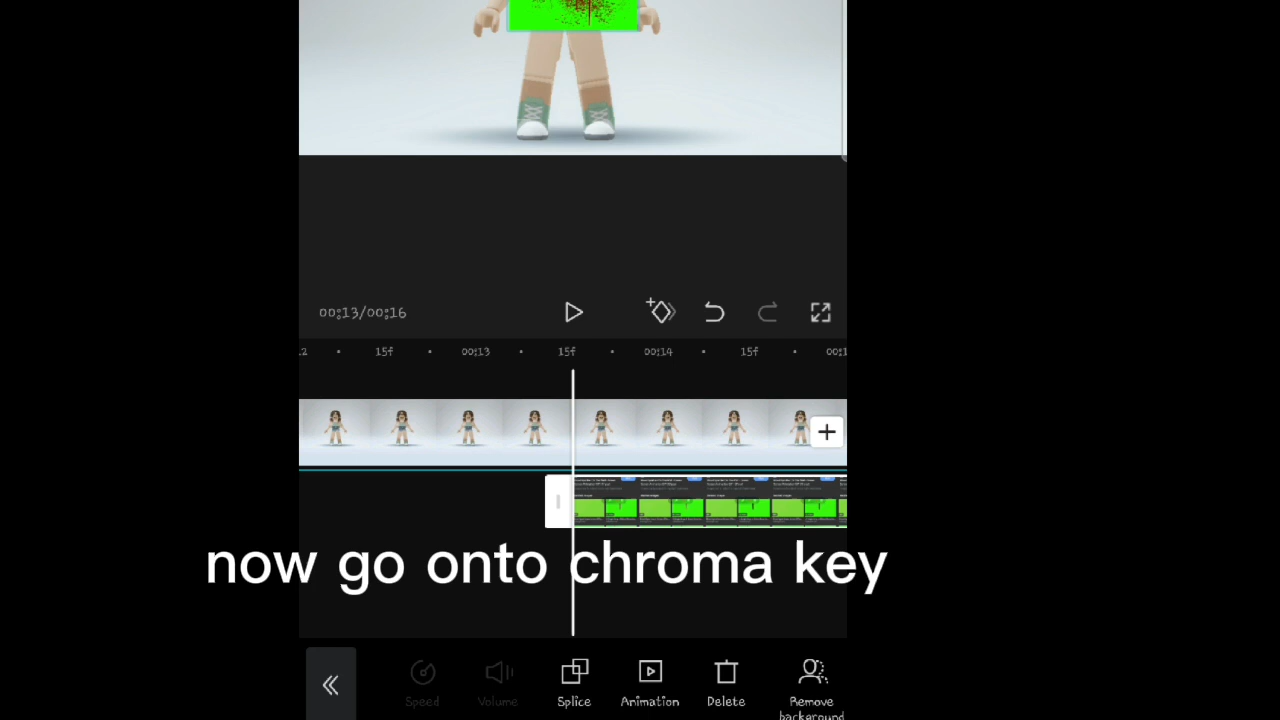 00:13/00:16
15f
00:13
15f
00:14
15f
now go onto chroma key
Speed
Volume
Splice
Animation
Delete
Remove
background